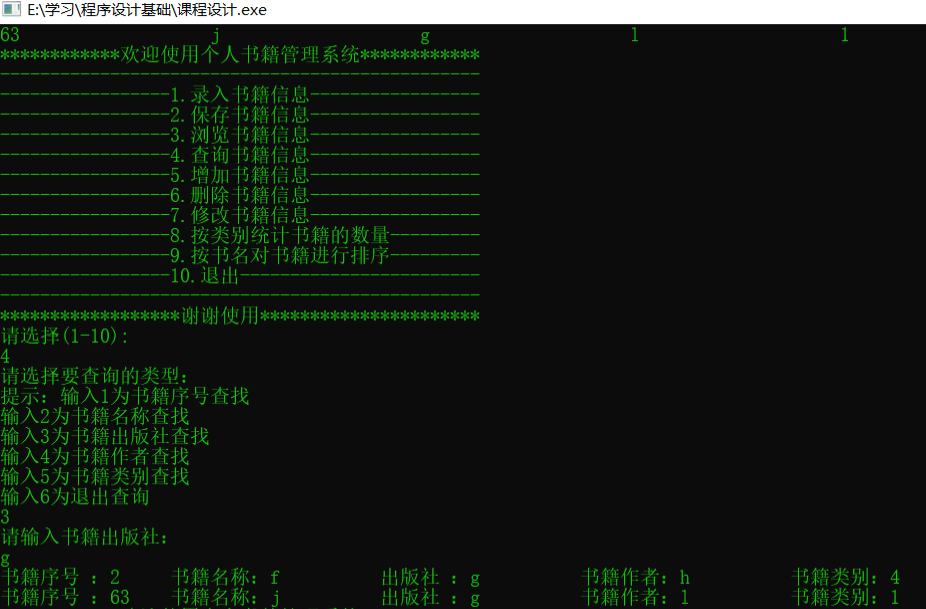 E:\学习\程序设计基础\课程设计.exe
63 j g l l
************欢迎使用个人书籍管理系统************
------------------------------------------------
-----------------1.录入书籍信息-----------------
-----------------2.保存书籍信息-----------------
-----------------3.浏览书籍信息-----------------
-----------------4.查询书籍信息-----------------
-----------------5.增加书籍信息-----------------
-----------------6.删除书籍信息-----------------
-----------------7.修改书籍信息-----------------
-----------------8.按类别统计书籍的数量---------
-----------------9.按书名对书籍进行排序---------
-----------------10.退出------------------------
------------------------------------------------
******************谢谢使用**********************
请选择(1-10):
4
请选择要查询的类型:
提示: 输入1为书籍序号查找
输入2为书籍名称查找
输入3为书籍出版社查找
输入4为书籍作者查找
输入5为书籍类别查找
输入6为退出查询
3
请输入书籍出版社:
g
书籍序号 : 2 书籍名称: f 出版社 : g 书籍作者: h 书籍类别: 4
书籍序号 : 63 书籍名称: j 出版社 : g 书籍作者: l 书籍类别: l